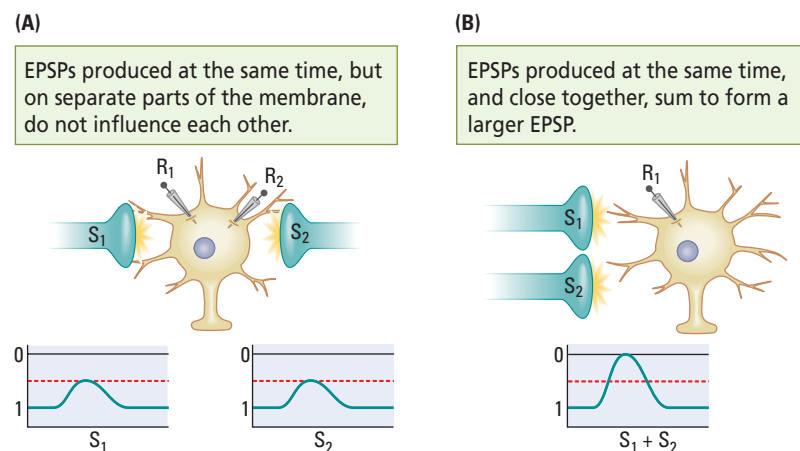 (A)
EPSPs produced at the same time, but
on separate parts of the membrane,
do not influence each other.
R1
R2
S1
S2
0
1
S1
0
1
S2
(B)
EPSPs produced at the same time,
and close together, sum to form a
larger EPSP.
R1
S1
S2
0
1
S1 + S2